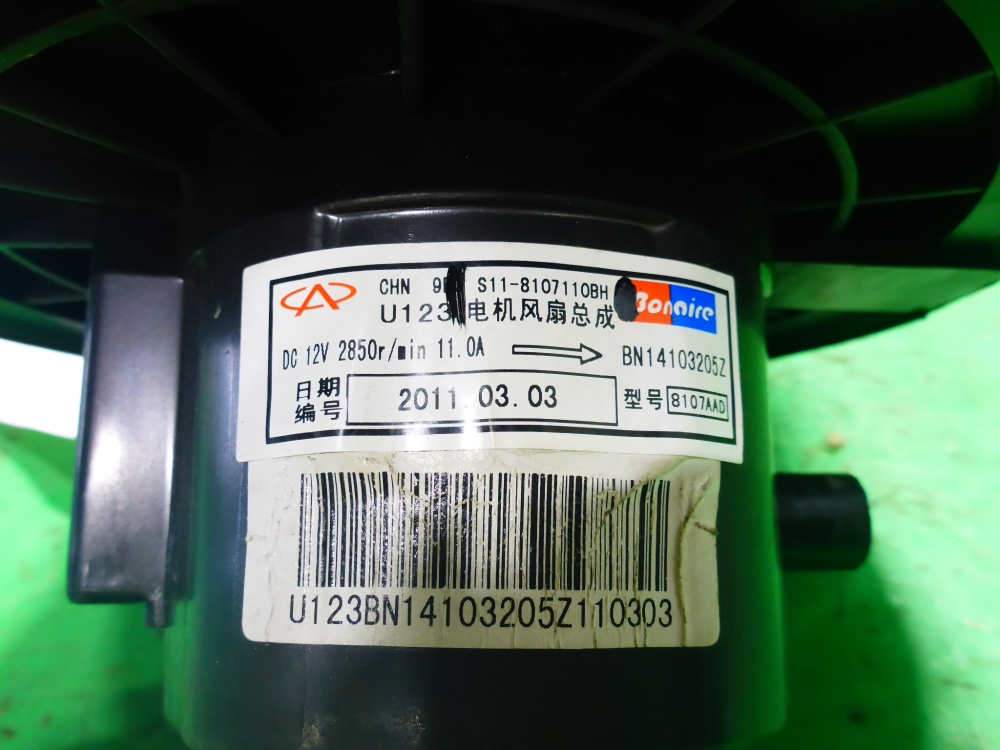 CHN S11-8107110BH
Bonaire
U123 电机风扇总成
DC 12V 2850r/min 11.0A
BN14103205Z
日期
编号
2011.03.03
型号 8107AAD
U123BN14103205Z110303